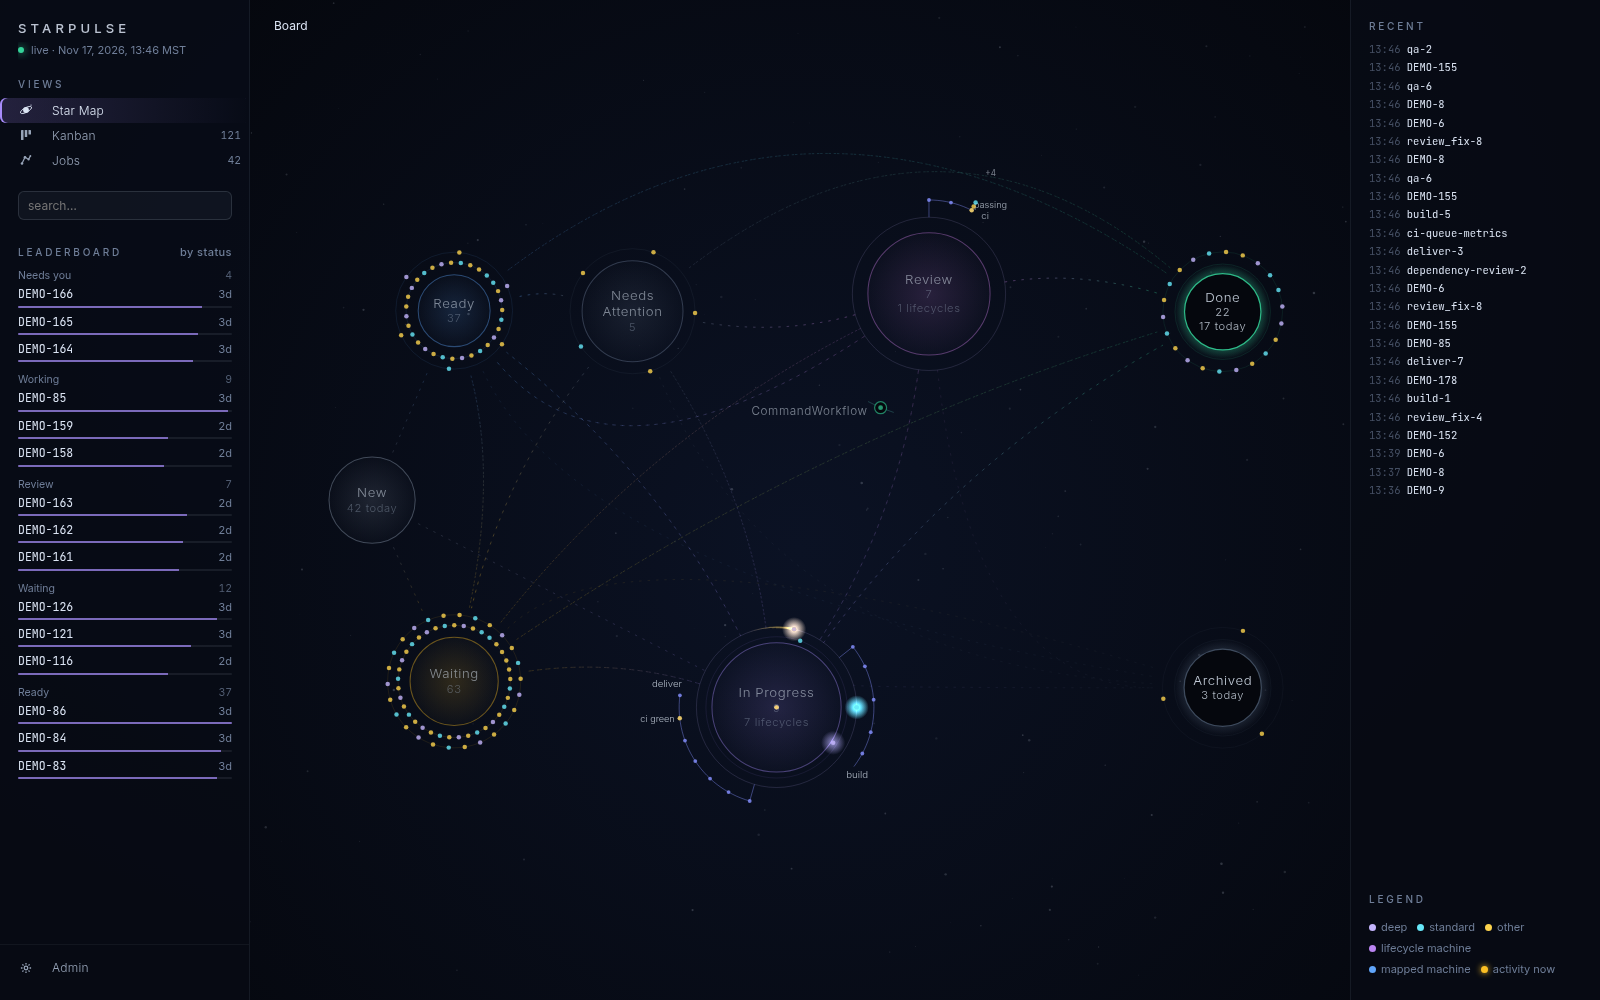 STARPULSE
live · Nov 17, 2026, 13:46 MST
VIEWS
Star Map
Kanban 121
Jobs 42
search...
LEADERBOARD by status
Needs you 4
DEMO-166 3d
DEMO-165 3d
DEMO-164 3d
Working 9
DEMO-85 3d
DEMO-159 2d
DEMO-158 2d
Review 7
DEMO-163 2d
DEMO-162 2d
DEMO-161 2d
Waiting 12
DEMO-126 3d
DEMO-121 3d
DEMO-116 2d
Ready 37
DEMO-86 3d
DEMO-84 3d
DEMO-83 3d
Admin
Board
+4
passing
ci
Ready
37
Needs
Attention
5
Review
7
1 lifecycles
Done
22
17 today
CommandWorkflow
New
42 today
Waiting
63
deliver
ci green
In Progress
7 lifecycles
build
Archived
3 today
RECENT
13:46 qa-2
13:46 DEMO-155
13:46 qa-6
13:46 DEMO-8
13:46 DEMO-6
13:46 review_fix-8
13:46 DEMO-8
13:46 qa-6
13:46 DEMO-155
13:46 build-5
13:46 ci-queue-metrics
13:46 deliver-3
13:46 dependency-review-2
13:46 DEMO-6
13:46 review_fix-8
13:46 DEMO-155
13:46 DEMO-85
13:46 deliver-7
13:46 DEMO-178
13:46 build-1
13:46 review_fix-4
13:46 DEMO-152
13:39 DEMO-6
13:37 DEMO-8
13:36 DEMO-9
LEGEND
deep standard other
lifecycle machine
mapped machine activity now